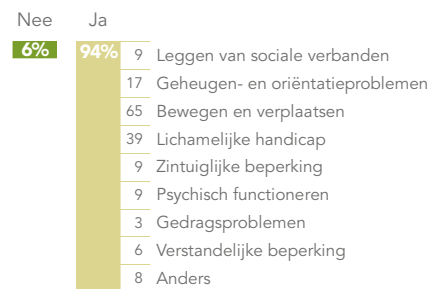 Nee Ja
6% 94% 9 Leggen van sociale verbanden
17 Geheugen- en oriëntatieproblemen
65 Bewegen en verplaatsen
39 Lichamelijke handicap
9 Zintuiglijke beperking
9 Psychisch functioneren
3 Gedragsproblemen
6 Verstandelijke beperking
8 Anders